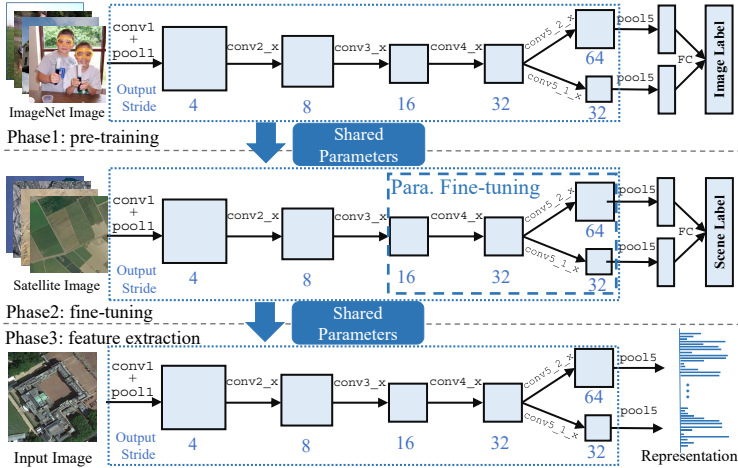 conv1
+
pool1
conv2_x
conv3_x
conv4_x
conv5_2_x
conv5_1_x
pool5
pool5
FC
Image Label
ImageNet Image
Output
Stride
4
8
16
32
64
32
Phase1: pre-training
Shared
Parameters
conv1
+
pool1
conv2_x
conv3_x
Para. Fine-tuning
conv4_x
conv5_2_x
conv5_1_x
pool5
pool5
FC
Scene Label
Satellite Image
Output
Stride
4
8
16
32
64
32
Phase2: fine-tuning
Shared
Parameters
Phase3: feature extraction
conv1
+
pool1
conv2_x
conv3_x
conv4_x
conv5_2_x
conv5_1_x
pool5
pool5
Input Image
Output
Stride
4
8
16
32
64
32
Representation